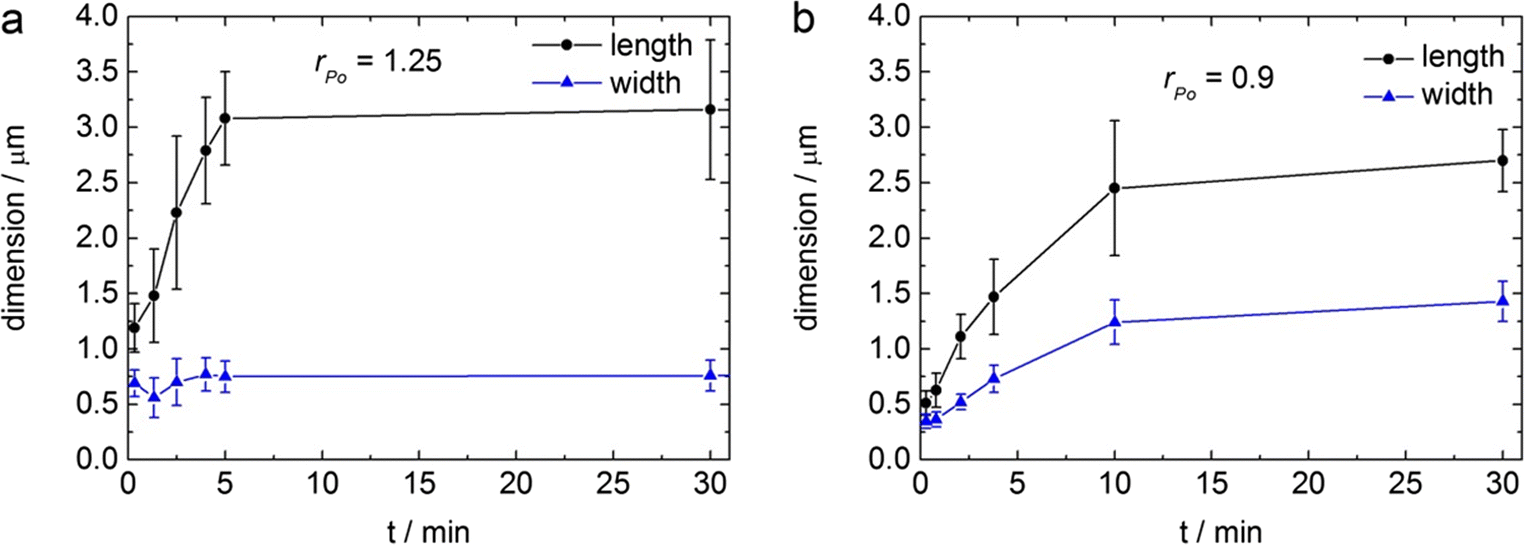 a
4.0
3.5
3.0
2.5
2.0
1.5
1.0
0.5
0.0
dimension / μm
r_Po = 1.25
length
width
0 5 10 15 20 25 30
t / min
b
4.0
3.5
3.0
2.5
2.0
1.5
1.0
0.5
0.0
dimension / μm
r_Po = 0.9
length
width
0 5 10 15 20 25 30
t / min